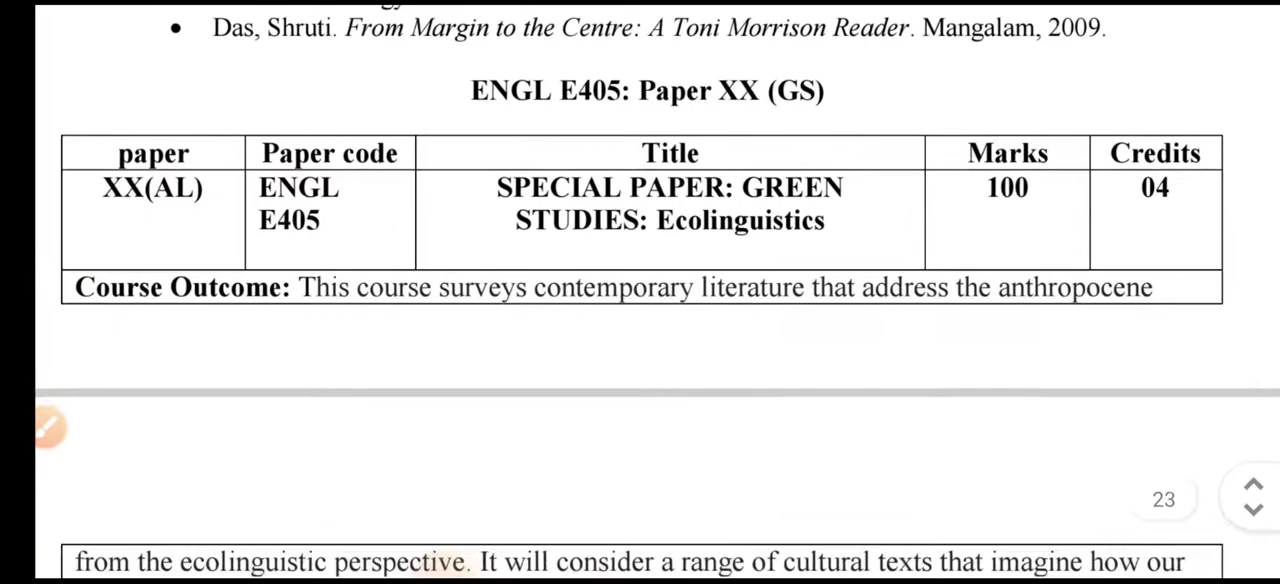 • Das, Shruti. From Margin to the Centre: A Toni Morrison Reader. Mangalam, 2009.
ENGL E405: Paper XX (GS)
paper Paper code Title Marks Credits
XX(AL) ENGL SPECIAL PAPER: GREEN 100 04
E405 STUDIES: Ecolinguistics
Course Outcome: This course surveys contemporary literature that address the anthropocene
23
from the ecolinguistic perspective. It will consider a range of cultural texts that imagine how our